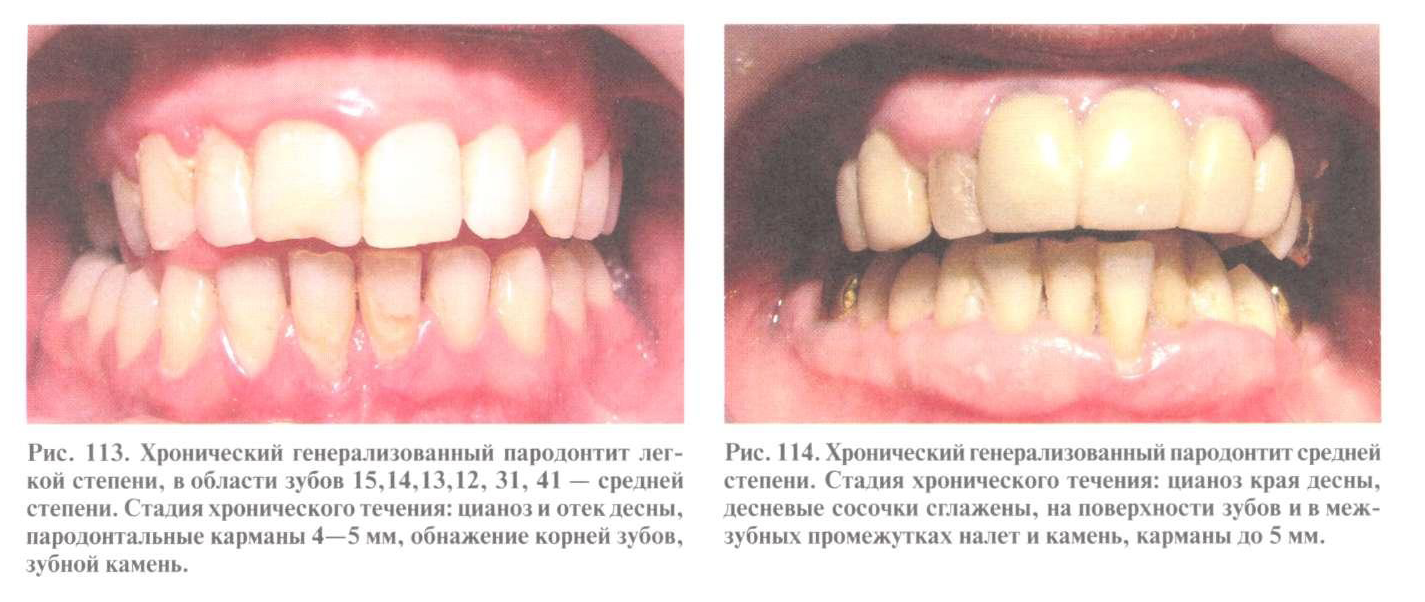 Рис. 113. Хронический генерализованный пародонтит лег-
кой степени, в области зубов 15,14,13,12, 31, 41 — средней
степени. Стадия хронического течения: цианоз и отек десны,
пародонтальные карманы 4—5 мм, обнажение корней зубов,
зубной камень.
Рис. 114. Хронический генерализованный пародонтит средней
степени. Стадия хронического течения: цианоз края десны,
десневые сосочки сглажены, на поверхности зубов и в меж-
зубных промежутках налет и камень, карманы до 5 мм.